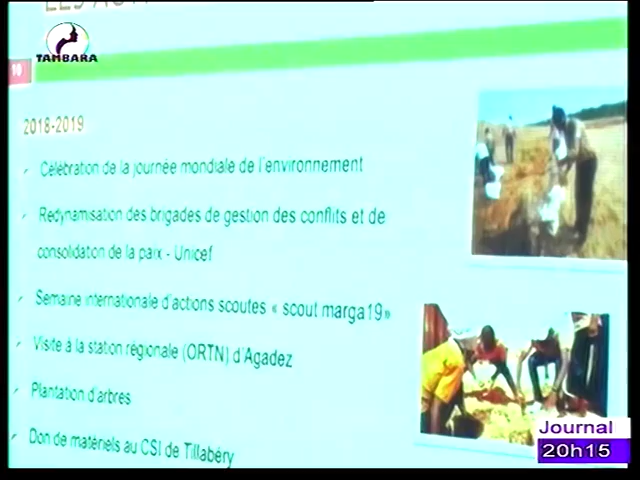 TAMBARA
10
2018-2019
Célébration de la journée mondiale de l'environnement
Redynamisation des brigades de gestion des conflits et de
consolidation de la paix - Unicef
Semaine internationale d'actions scoutes « scout marga19»
Visite à la station régionale (ORTN) d'Agadez
Plantation d'arbres
Don de matériels au CSI de Tillabéry
Journal
20h15